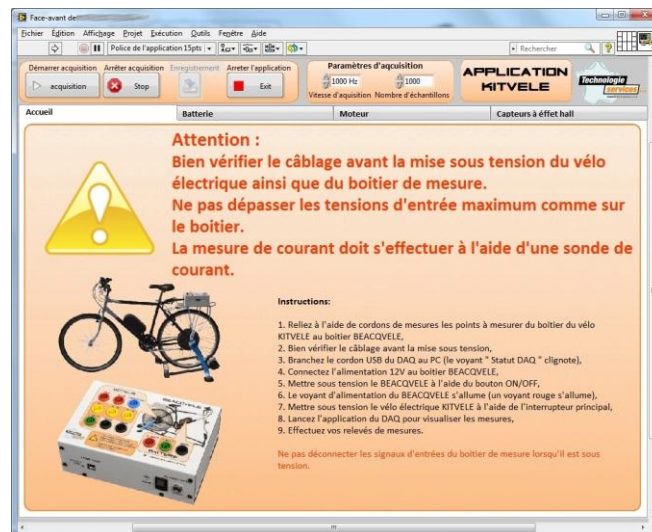 Face-avant de
Fichier Édition Affichage Projet Exécution Outils Fenêtre Aide
Police de l'application 15pts
Rechercher
Démarrer acquisition Arrêter acquisition Enregistrement Arreter l'application
acquisition Stop Exit
Paramètres d'aqcuisition
1000 Hz 1000
Vitesse d'aquisition Nombre d'échantillons
APPLICATION
KITVELE
Technologie
services
Accueil Batterie Moteur Capteurs à éffet hall
Attention :
Bien vérifier le câblage avant la mise sous tension du vélo
électrique ainsi que du boitier de mesure.
Ne pas dépasser les tensions d'entrée maximum comme sur
le boitier.
La mesure de courant doit s'effectuer à l'aide d'une sonde de
courant.
Instructions:
1. Reliez à l'aide de cordons de mesures les points à mesurer du boitier du vélo
KITVELE au boitier BEACQVELE,
2. Bien vérifier le câblage avant la mise sous tension,
3. Branchez le cordon USB du DAQ au PC (le voyant " Statut DAQ " clignote),
4. Connectez l'alimentation 12V au boitier BEACQVELE,
5. Mettre sous tension le BEACQVELE à l'aide du bouton ON/OFF,
6. Le voyant d'alimentation du BEACQVELE s'allume (un voyant rouge s'allume),
7. Mettre sous tension le vélo électrique KITVELE à l'aide de l'interrupteur principal,
8. Lancez l'application du DAQ pour visualiser les mesures,
9. Effectuez vos relevés de mesures.
Ne pas déconnecter les signaux d'entrées du boitier de mesure lorsqu'il est sous
tension.
BEACQVELE